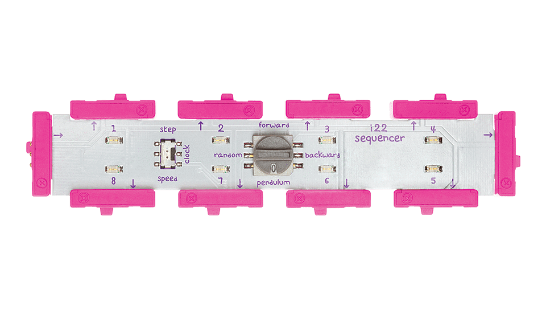 1 step 2 forward 3 i22 4
sequencer
random backward
clock
8 speed 7 pendulum 6 5